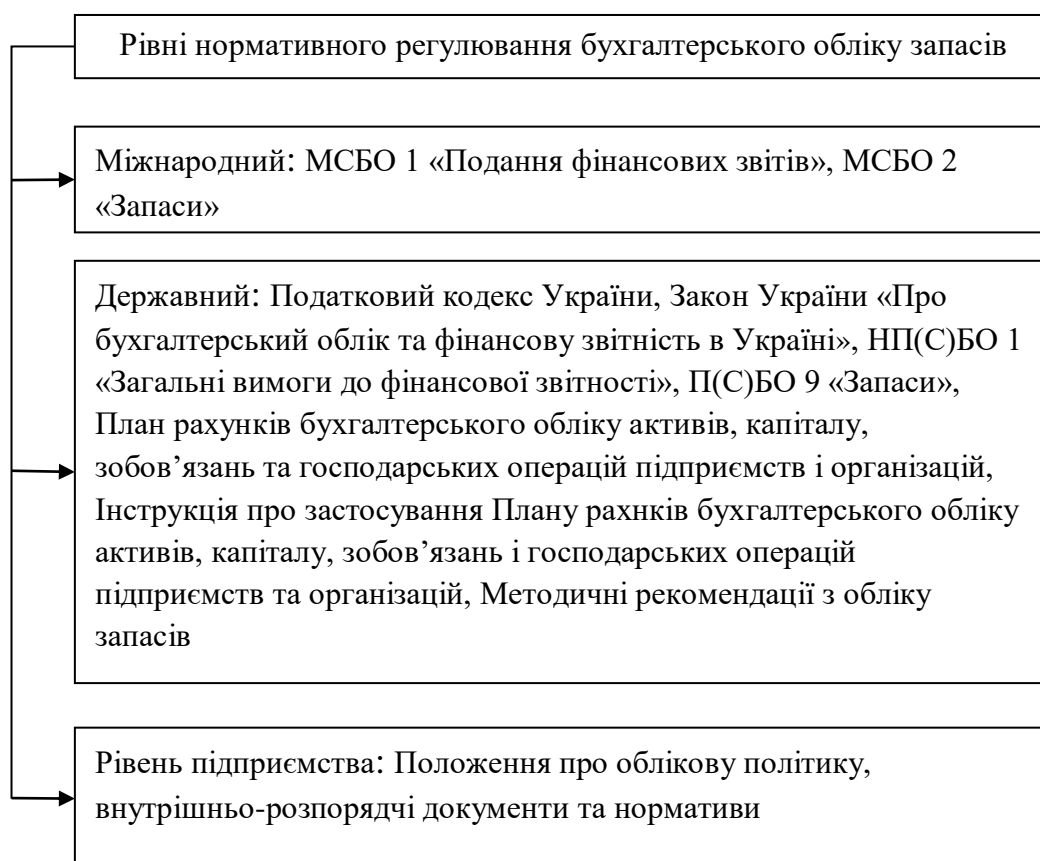 Рівні нормативного регулювання бухгалтерського обліку запасів
Міжнародний: МСБО 1 «Подання фінансових звітів», МСБО 2
«Запаси»
Державний: Податковий кодекс України, Закон України «Про
бухгалтерський облік та фінансову звітність в Україні», НП(С)БО 1
«Загальні вимоги до фінансової звітності», П(С)БО 9 «Запаси»,
План рахунків бухгалтерського обліку активів, капіталу,
зобов’язань та господарських операцій підприємств і організацій,
Інструкція про застосування Плану рахнків бухгалтерського обліку
активів, капіталу, зобов’язань і господарських операцій
підприємств та організацій, Методичні рекомендації з обліку
запасів
Рівень підприємства: Положення про облікову політику,
внутрішньо-розпорядчі документи та нормативи